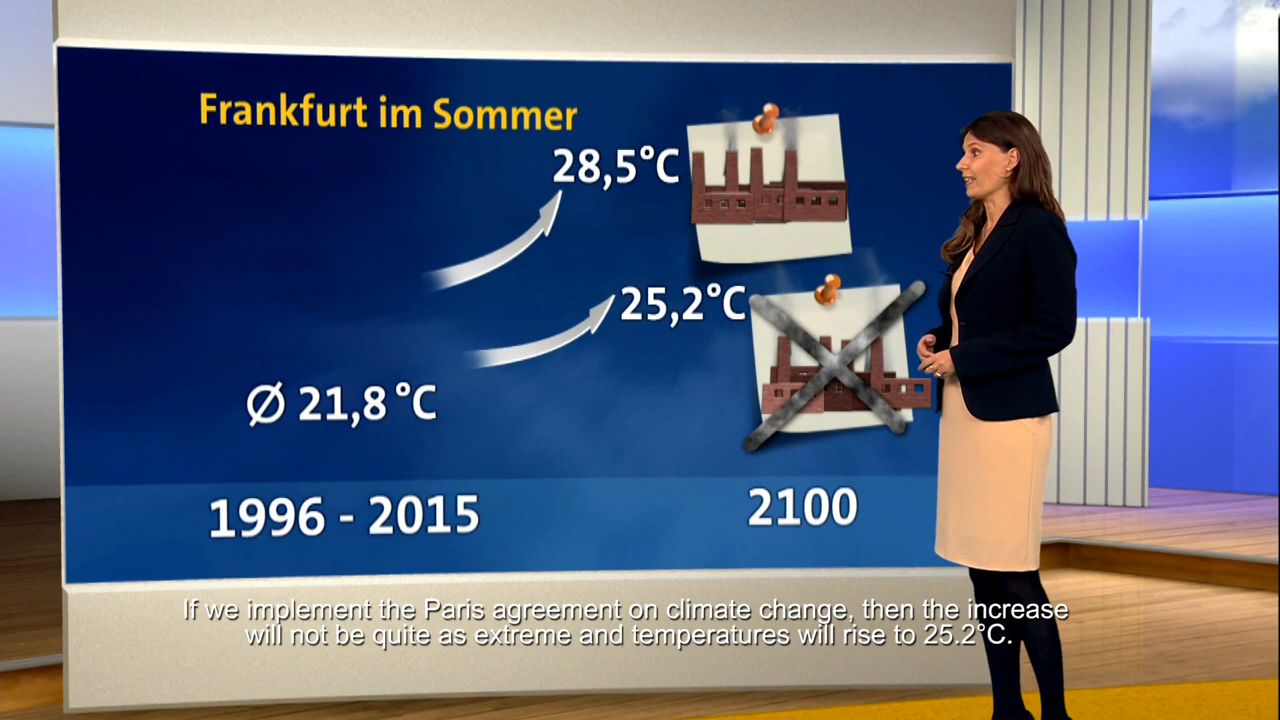 Frankfurt im Sommer
28,5°C
25,2°C
Ø 21,8°C
1996 - 2015
2100
If we implement the Paris agreement on climate change, then the increase
will not be quite as extreme and temperatures will rise to 25.2°C.